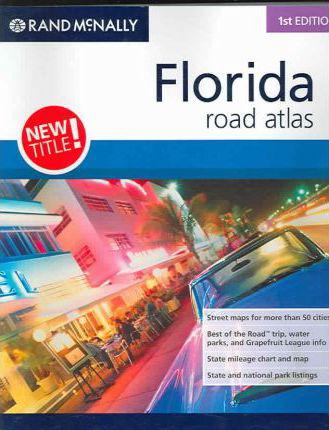 RAND McNALLY
1st EDITIO
Florida
road atlas
NEW
TITLE!
Street maps for more than 50 cities
Best of the Road™ trip, water
parks, and Grapefruit League info
State mileage chart and map
State and national park listings